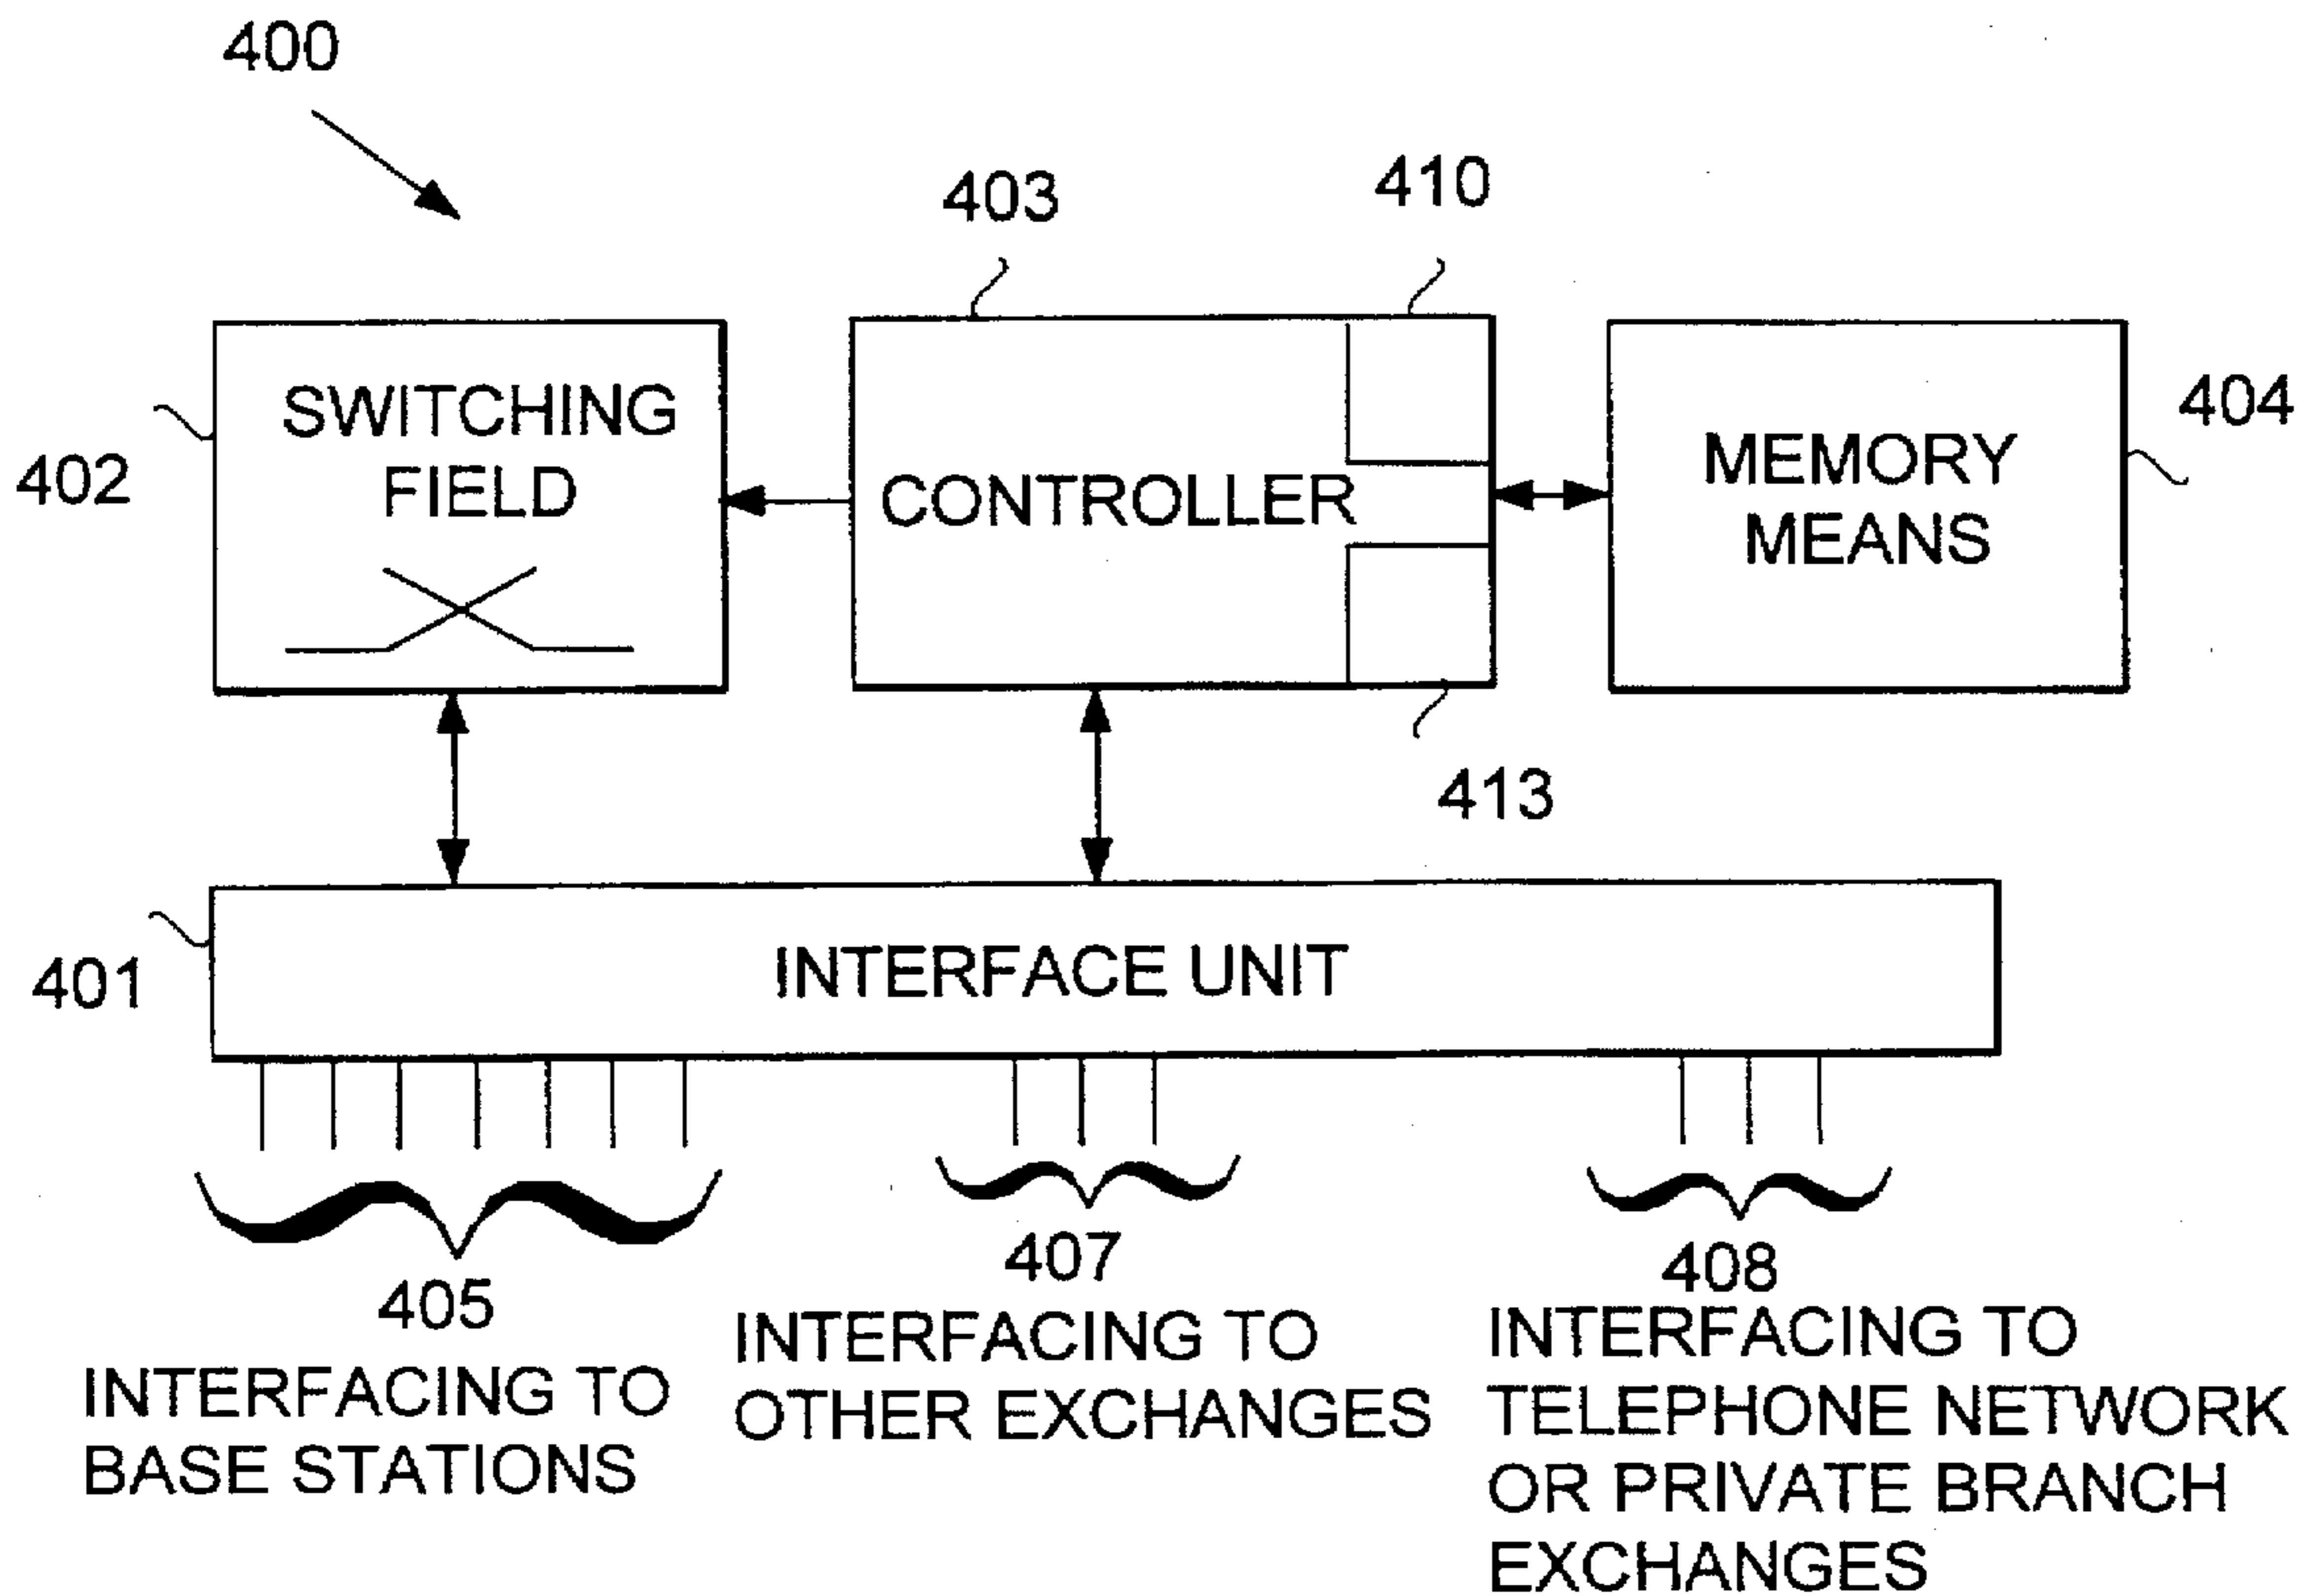 400
403
410
SWITCHING
FIELD
402
CONTROLLER
MEMORY
MEANS
404
413
INTERFACE UNIT
401
405
INTERFACING TO
BASE STATIONS
407
INTERFACING TO
OTHER EXCHANGES
408
INTERFACING TO
TELEPHONE NETWORK
OR PRIVATE BRANCH
EXCHANGES